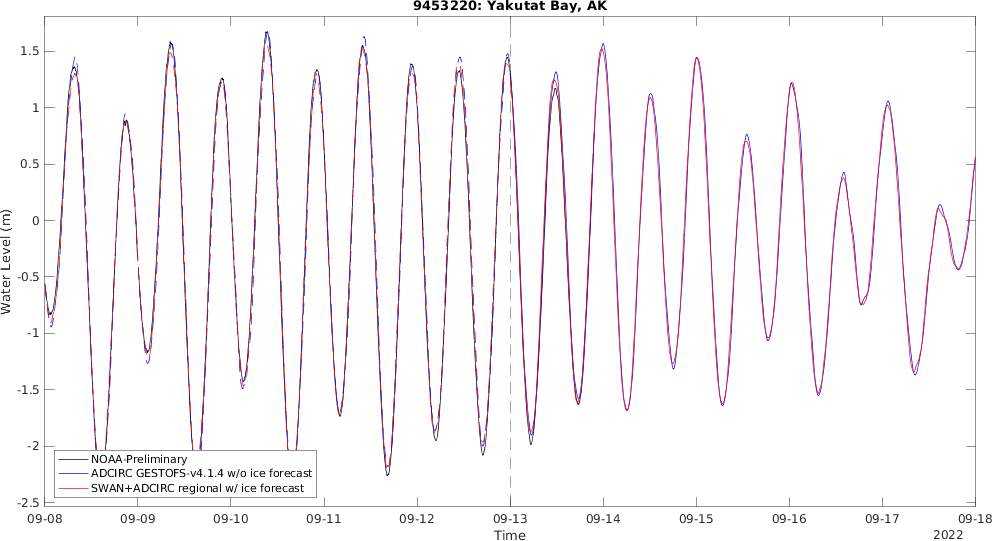 9453220: Yakutat Bay, AK
Water Level (m)
1.5
1
0.5
0
-0.5
-1
-1.5
-2
-2.5
NOAA-Preliminary
ADCIRC GESTOFS-v4.1.4 w/o ice forecast
SWAN+ADCIRC regional w/ ice forecast
09-08 09-09 09-10 09-11 09-12 09-13 09-14 09-15 09-16 09-17 09-18
Time
2022